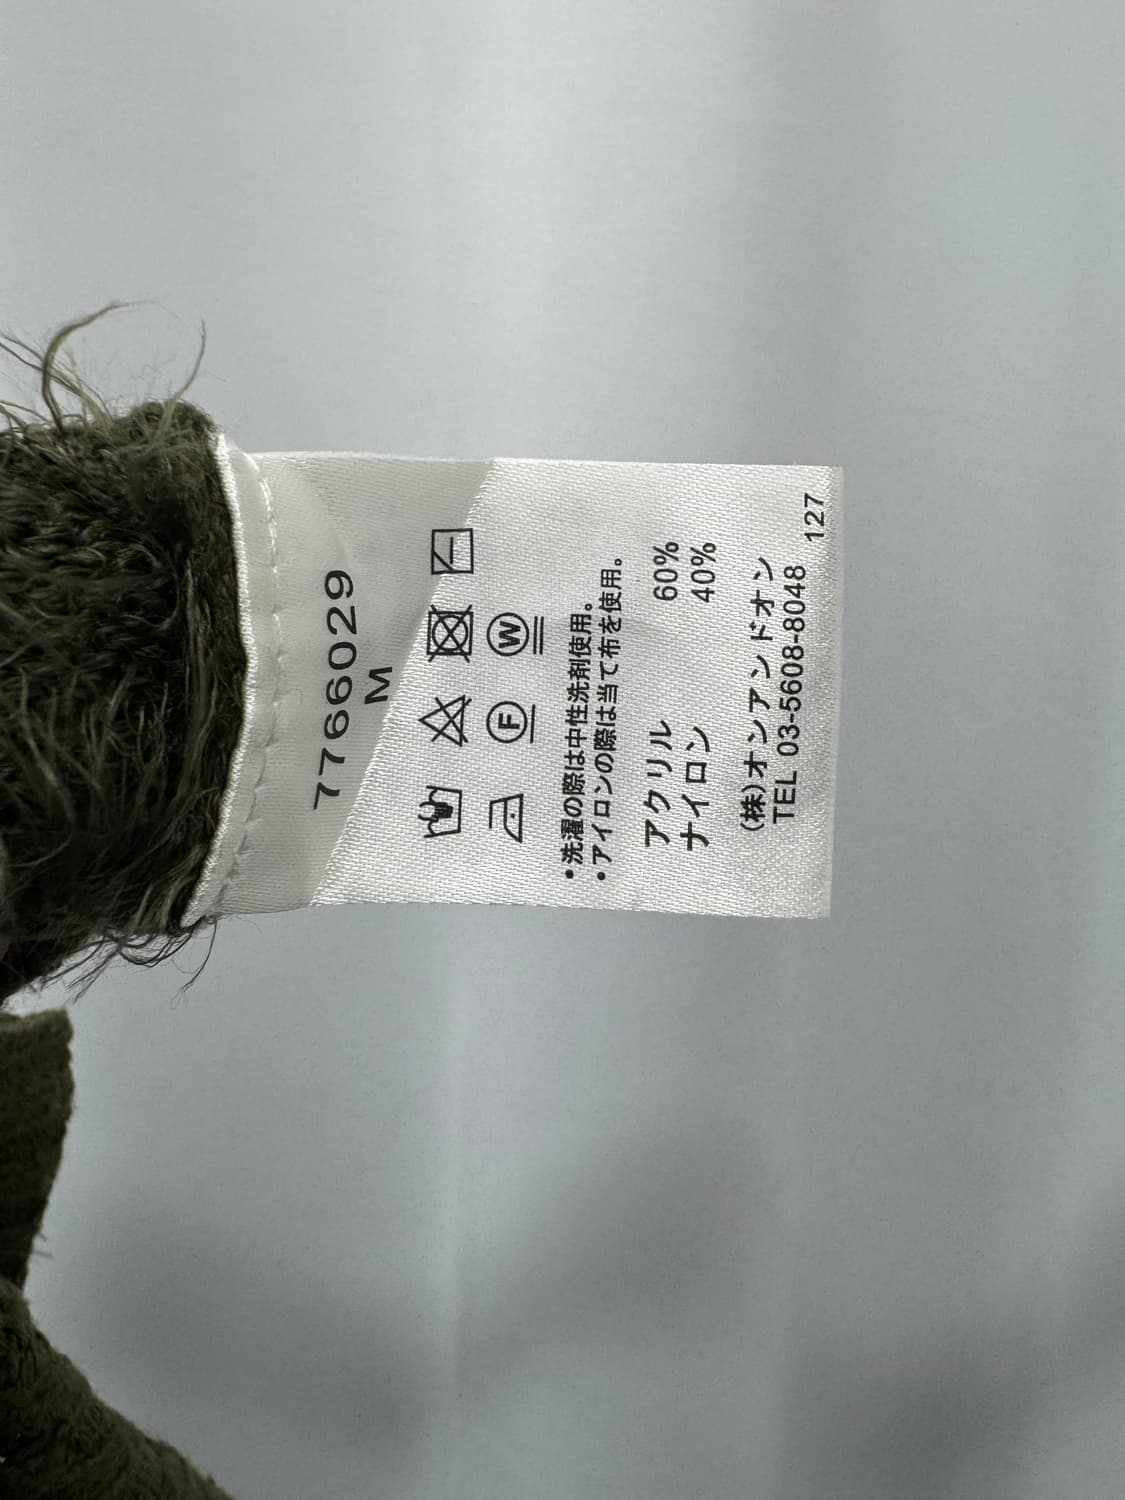 7766029
M
F
W
•洗濯の際は中性洗剤使用。
•アイロンの際は当て布を使用。
アクリル 60%
ナイロン 40%
(株)オンアンドオン
TEL 03-5608-8048
127